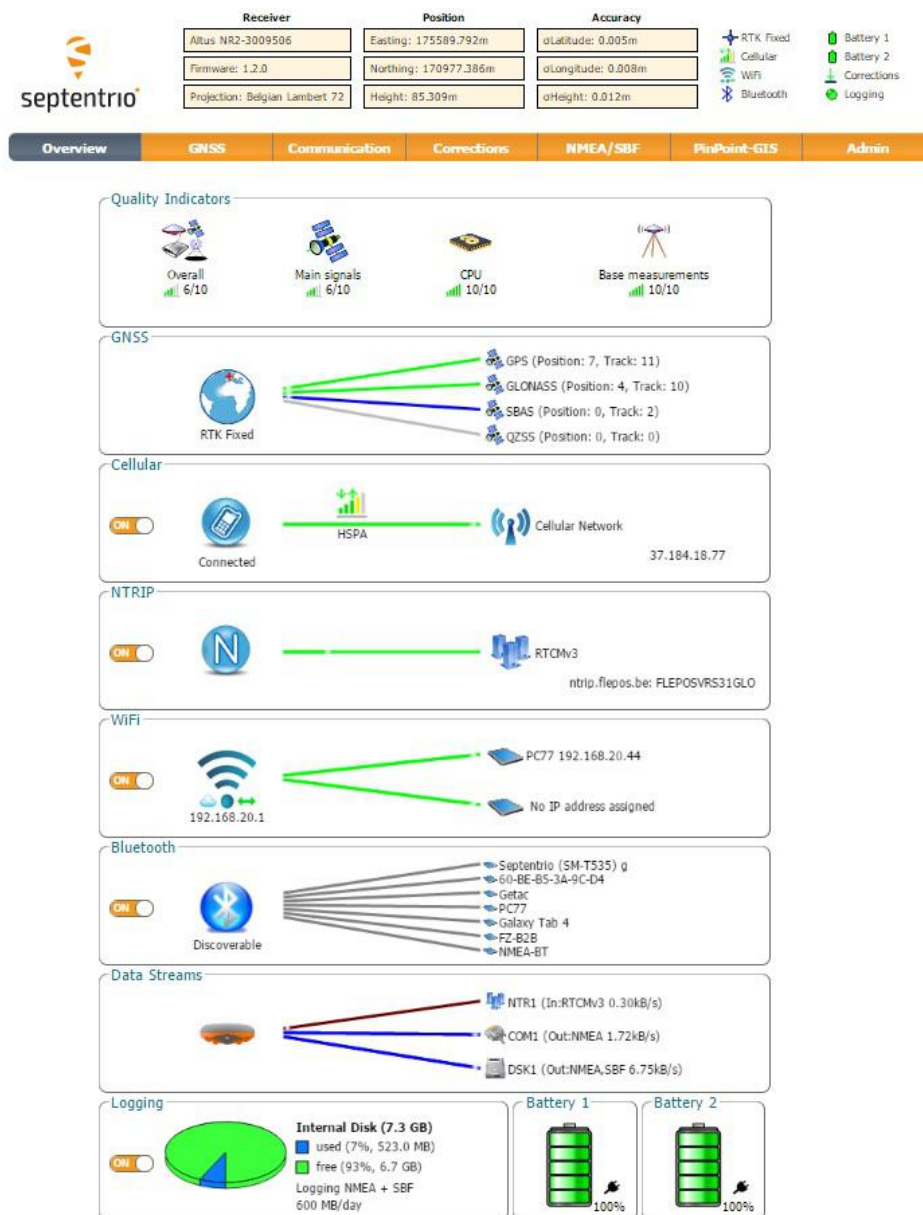 septentrio
Receiver
Altus NR2-3009506
Firmware: 1.2.0
Projection: Belgian Lambert 72
Position
Easting: 175589.792m
Northing: 170977.386m
Height: 85.309m
Accuracy
σLatitude: 0.005m
σLongitude: 0.008m
σHeight: 0.012m
RTK Fixed
Cellular
WiFi
Bluetooth
Battery 1
Battery 2
Corrections
Logging
Overview GNSS Communication Corrections NMEA/SBF PinPoint-GIS Admin
Quality Indicators
Overall
6/10
Main signals
6/10
CPU
10/10
Base measurements
10/10
GNSS
RTK Fixed
GPS (Position: 7, Track: 11)
GLONASS (Position: 4, Track: 10)
SBAS (Position: 0, Track: 2)
QZSS (Position: 0, Track: 0)
Cellular
ON
Connected
HSPA
Cellular Network
37.184.18.77
NTRIP
ON
N
RTCMv3
ntrip.flepos.be: FLEPOSVRS31GLO
WiFi
ON
192.168.20.1
PC77 192.168.20.44
No IP address assigned
Bluetooth
ON
Discoverable
Septentrio (SM-T535) g
60-BE-B5-3A-9C-D4
Getac
PC77
Galaxy Tab 4
FZ-B2B
NMEA-BT
Data Streams
NTR1 (In:RTCMv3 0.30kB/s)
COM1 (Out:NMEA 1.72kB/s)
DSK1 (Out:NMEA,SBF 6.75kB/s)
Logging
ON
Internal Disk (7.3 GB)
used (7%, 523.0 MB)
free (93%, 6.7 GB)
Logging NMEA + SBF
600 MB/day
Battery 1
100%
Battery 2
100%